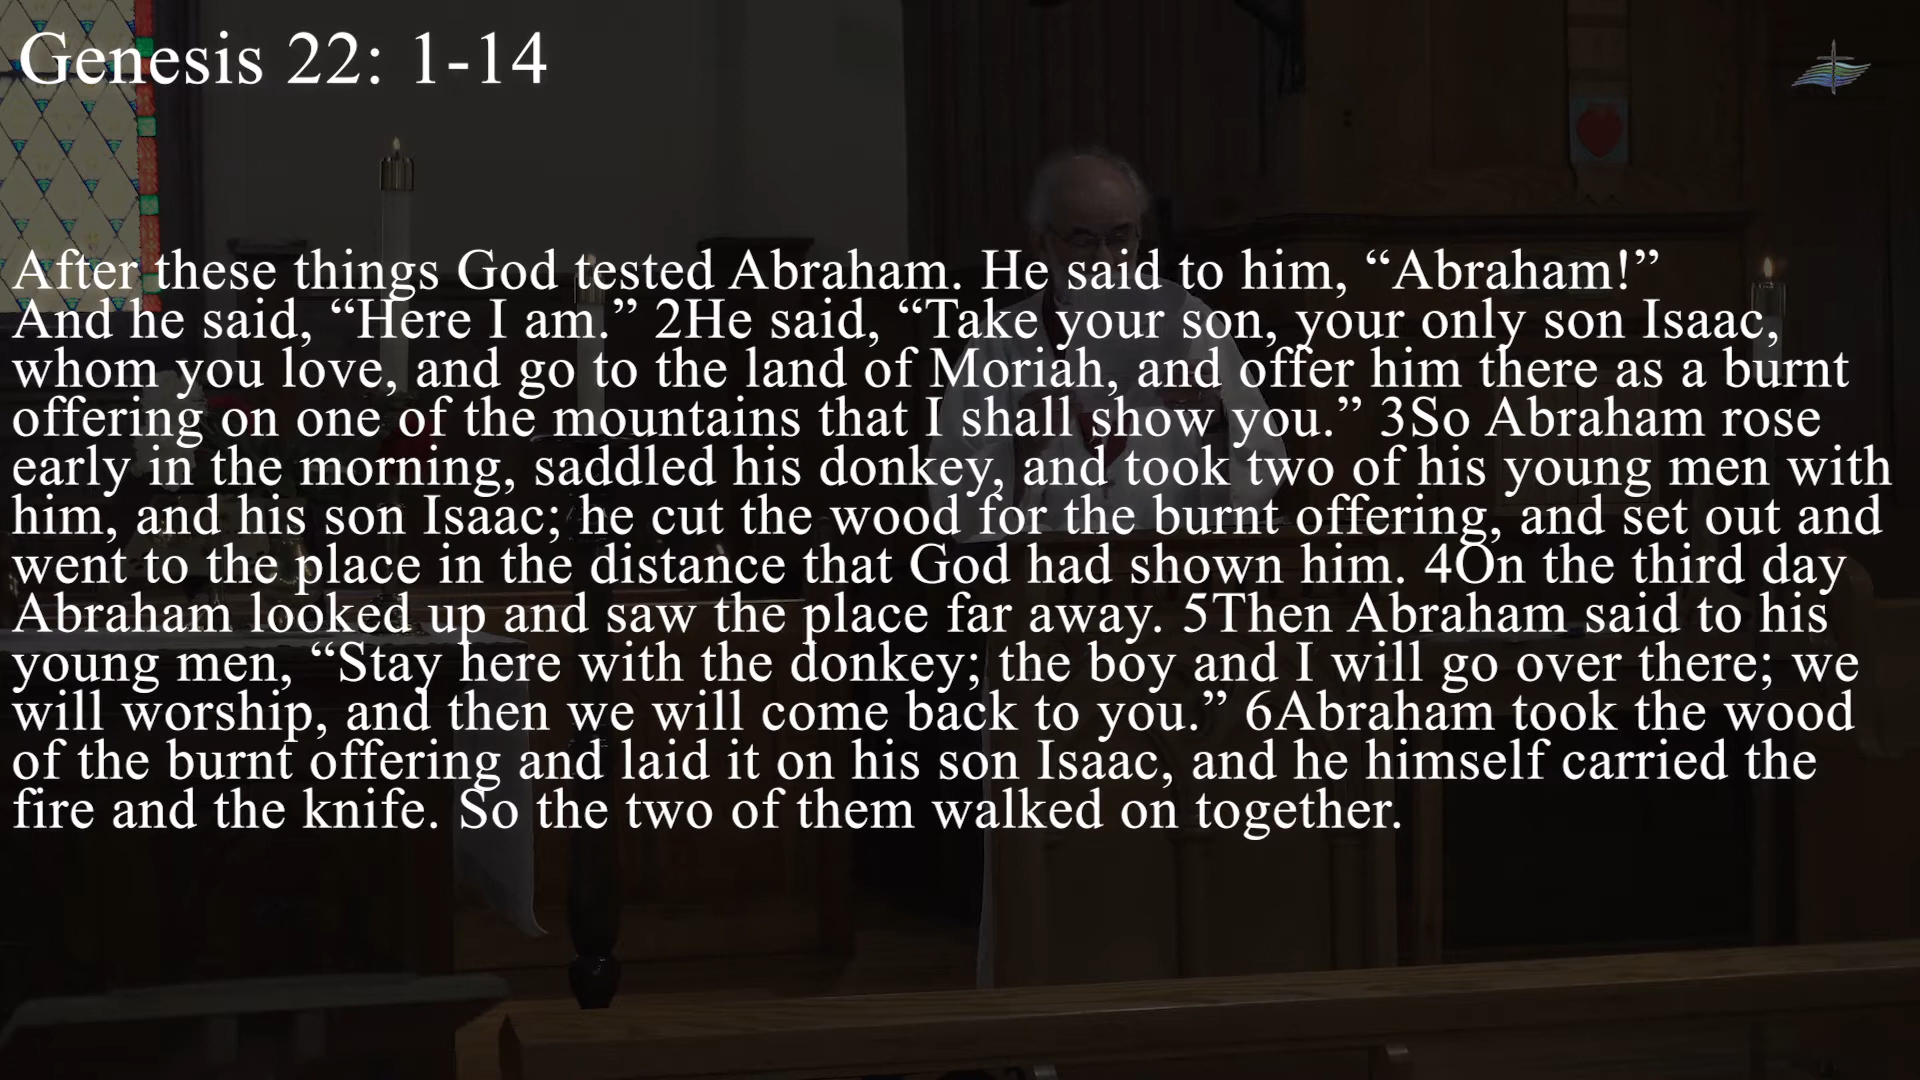 Genesis 22: 1-14
After these things God tested Abraham. He said to him, “Abraham!”
And he said, “Here I am.” 2He said, “Take your son, your only son Isaac,
whom you love, and go to the land of Moriah, and offer him there as a burnt
offering on one of the mountains that I shall show you.” 3So Abraham rose
early in the morning, saddled his donkey, and took two of his young men with
him, and his son Isaac; he cut the wood for the burnt offering, and set out and
went to the place in the distance that God had shown him. 4On the third day
Abraham looked up and saw the place far away. 5Then Abraham said to his
young men, “Stay here with the donkey; the boy and I will go over there; we
will worship, and then we will come back to you.” 6Abraham took the wood
of the burnt offering and laid it on his son Isaac, and he himself carried the
fire and the knife. So the two of them walked on together.